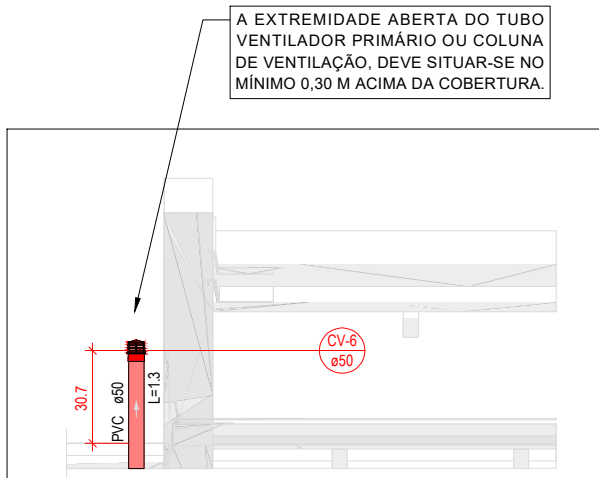 A EXTREMIDADE ABERTA DO TUBO
VENTILADOR PRIMÁRIO OU COLUNA
DE VENTILAÇÃO, DEVE SITUAR-SE NO
MÍNIMO 0,30 M ACIMA DA COBERTURA.
CV-6
ø50
30.7
PVC ø50
L=1.3